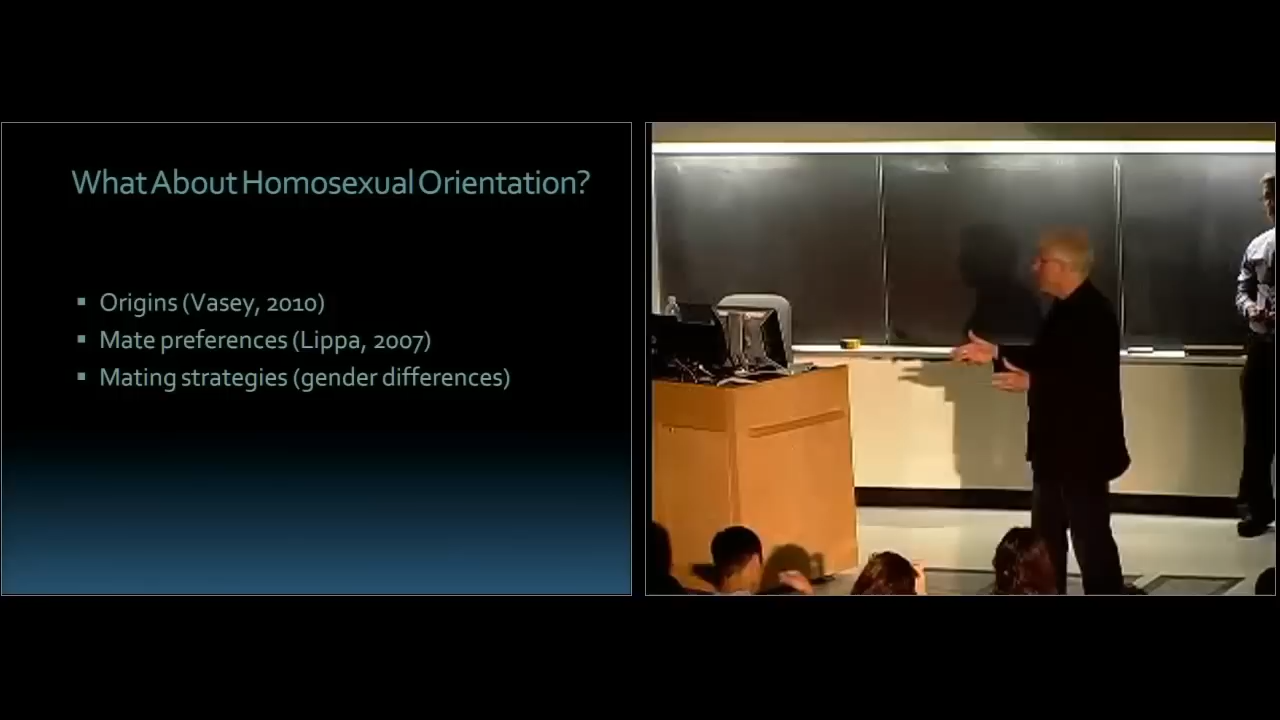 What About Homosexual Orientation?
▪ Origins (Vasey, 2010)
▪ Mate preferences (Lippa, 2007)
▪ Mating strategies (gender differences)